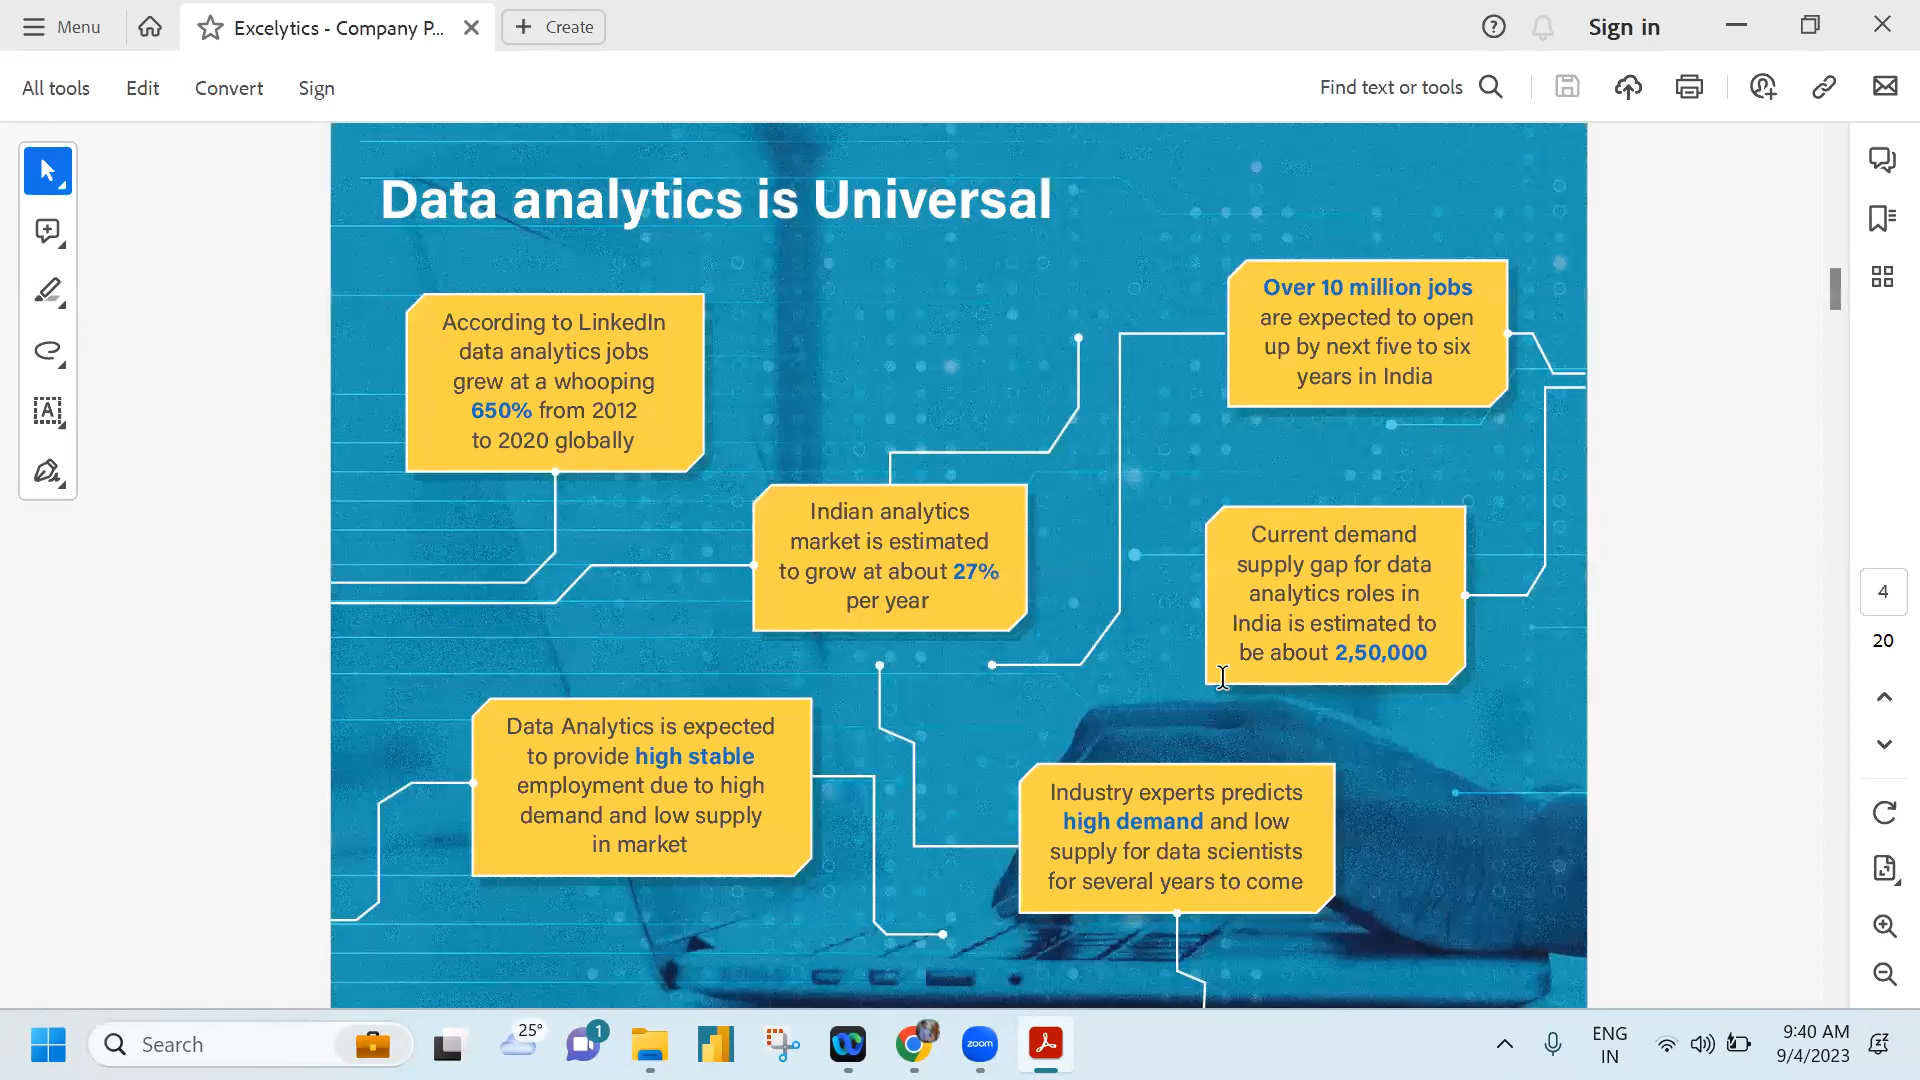 Menu
Excelytics - Company P...
Create
Sign in
All tools
Edit
Convert
Sign
Find text or tools
Data analytics is Universal
According to LinkedIn
data analytics jobs
grew at a whooping
650% from 2012
to 2020 globally
Over 10 million jobs
are expected to open
up by next five to six
years in India
Indian analytics
market is estimated
to grow at about 27%
per year
Current demand
supply gap for data
analytics roles in
India is estimated to
be about 2,50,000
Data Analytics is expected
to provide high stable
employment due to high
demand and low supply
in market
Industry experts predicts
high demand and low
supply for data scientists
for several years to come
4
20
Search
25°
1
zoom
ENG
IN
9:40 AM
9/4/2023